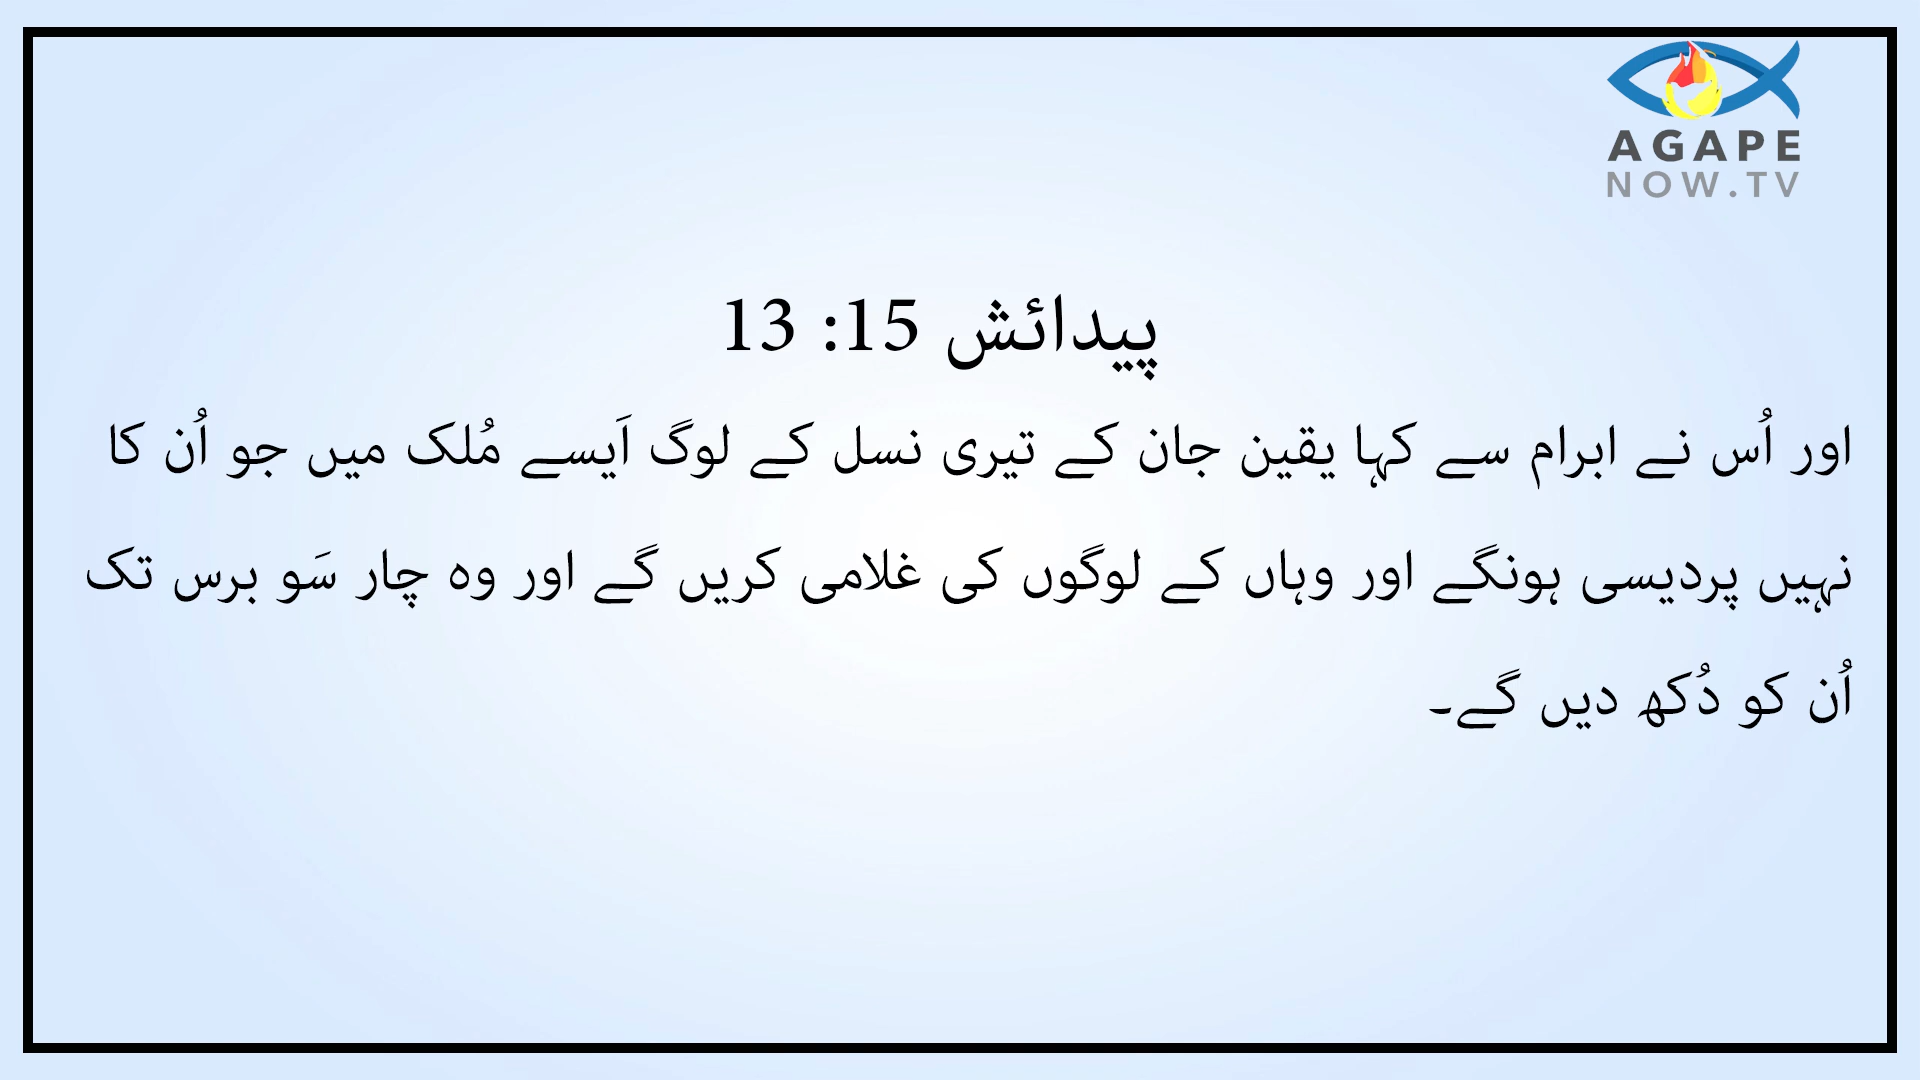 AGAPE
NOW.TV
پیدائش 15: 13
اور اُس نے ابرام سے کہا یقین جان کے تیری نسل کے لوگ اَیسے مُلک میں جو اُن کا
نہیں پردیسی ہونگے اور وہاں کے لوگوں کی غلامی کریں گے اور وہ چار سَو برس تک
اُن کو دُکھ دیں گے۔